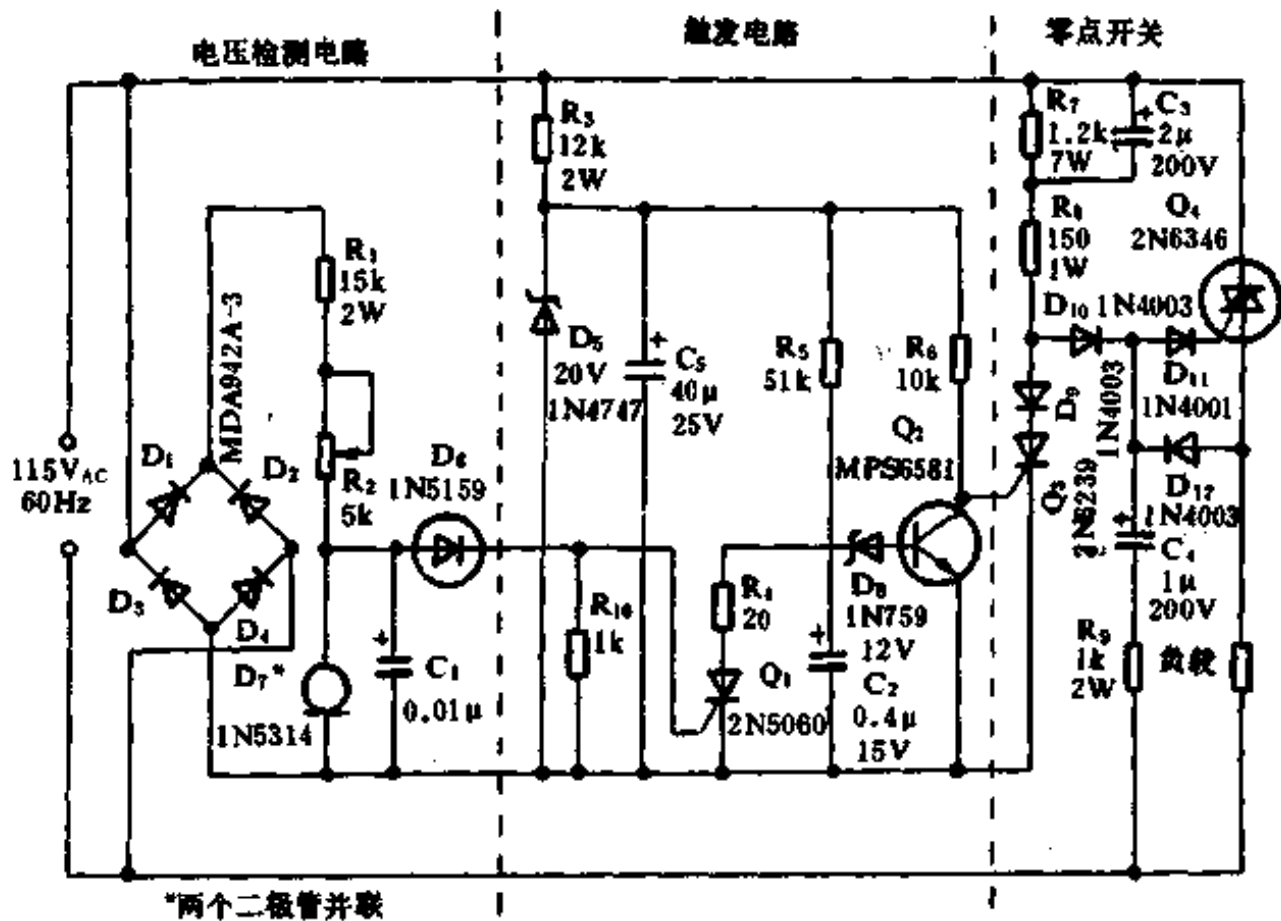 电压检测电路
触发电路
零点开关
R₃
12k
2W
R₇
1.2k
7W
C₃
+
2μ
200V
R₈
150
1W
Q₄
2N6346
R₁
15k
2W
MDA942A-3
D₁₀ 1N4003
D₅
20V
1N4747
+
C₅
40μ
25V
R₅
51k
R₆
10k
D₉
1N4003
D₁₁
1N4001
Q₂
MPS6581
115VAC
60Hz
D₁
D₂
R₂
5k
D₆
1N5159
Q₃
2N6239
D₁₂
1N4003
+
C₄
1μ
200V
D₃
D₄
D₇*
1N5314
+
C₁
0.01μ
R₁₀
1k
R₄
20
D₈
1N759
12V
Q₁
2N5060
+
C₂
0.4μ
15V
R₉
1k
2W
负载
*两个二极管并联